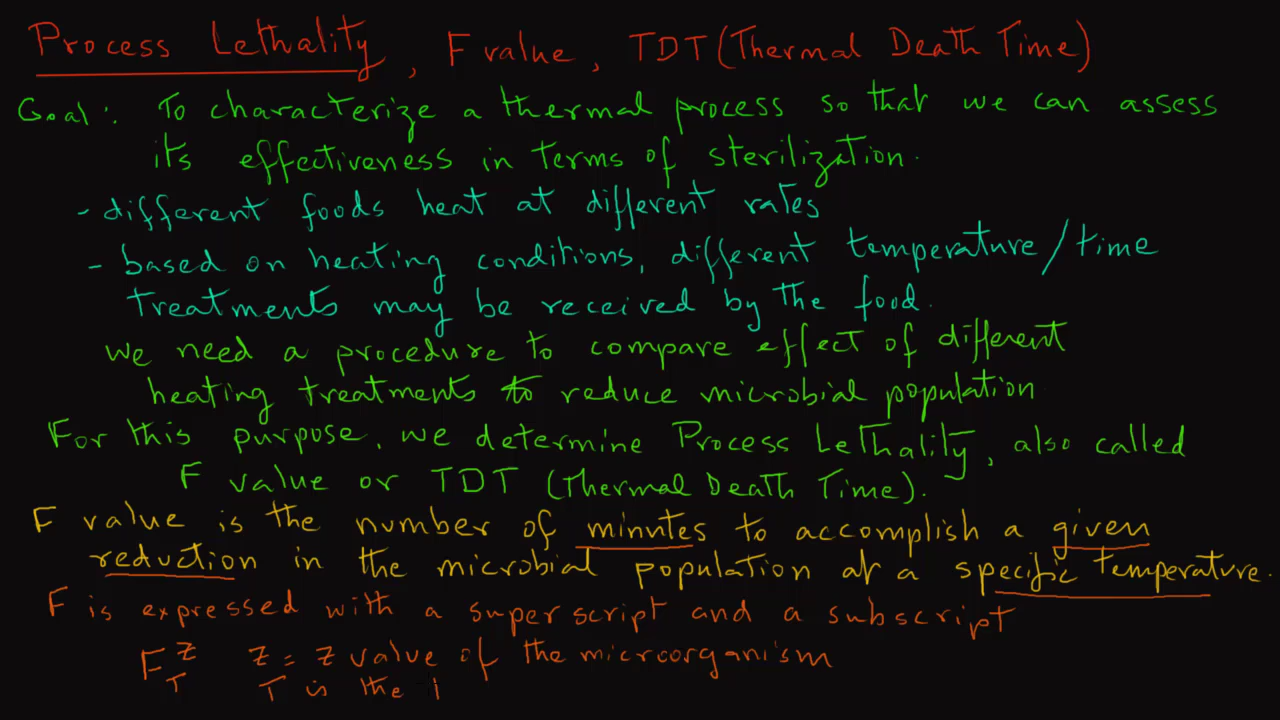 Process Lethality, F value, TDT (Thermal Death Time)
Goal: To characterize a thermal process so that we can assess
its effectiveness in terms of sterilization.
- different foods heat at different rates
- based on heating conditions, different temperature/time
treatments may be received by the food.
we need a procedure to compare effect of different
heating treatments to reduce microbial population
For this purpose, we determine Process Lethality, also called
F value or TDT (Thermal Death Time).
F value is the number of minutes to accomplish a given
reduction in the microbial population at a specific temperature.
F is expressed with a superscript and a subscript
F z T z = z value of the microorganism
T is the